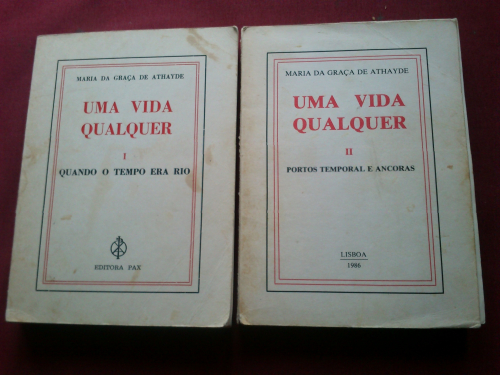 MARIA DA GRAÇA DE ATHAYDE
UMA VIDA
QUALQUER
I
QUANDO O TEMPO ERA RIO
EDITORA PAX
MARIA DA GRAÇA DE ATHAYDE
UMA VIDA
QUALQUER
II
PORTOS TEMPORAL E ANCORAS
LISBOA
1986